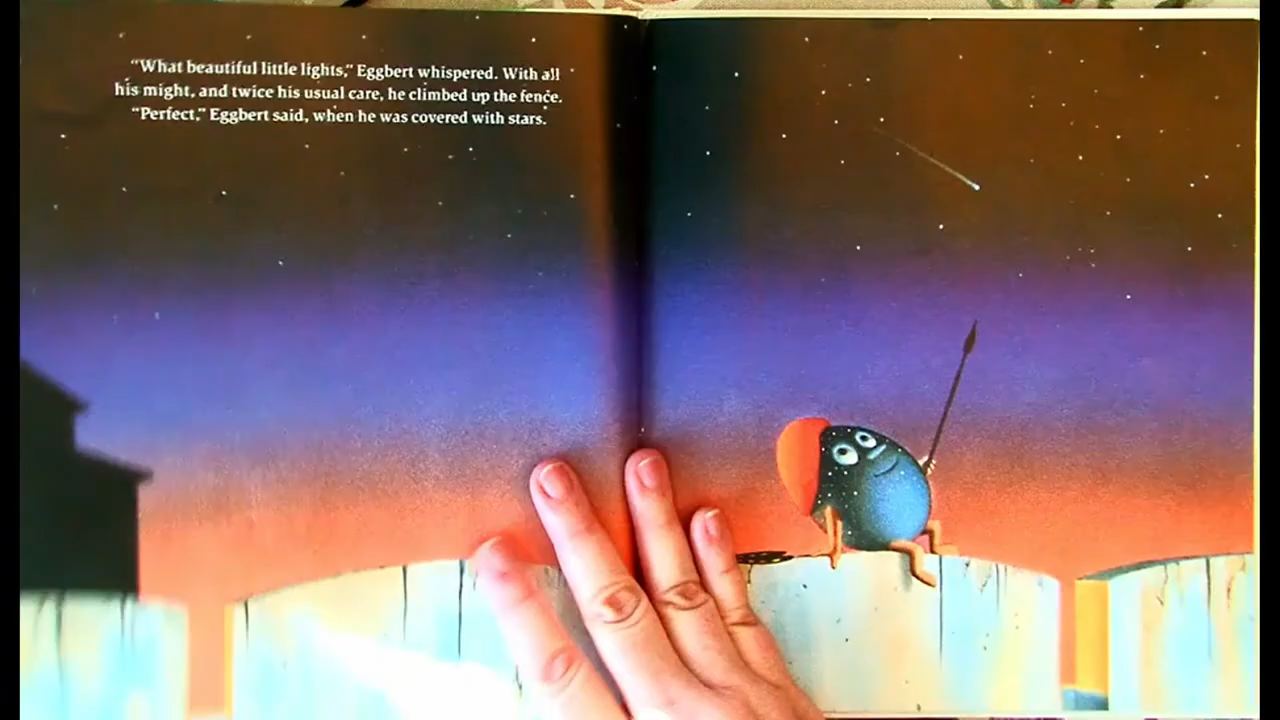 "What beautiful little lights," Eggbert whispered. With all
his might, and twice his usual care, he climbed up the fence.
"Perfect," Eggbert said, when he was covered with stars.